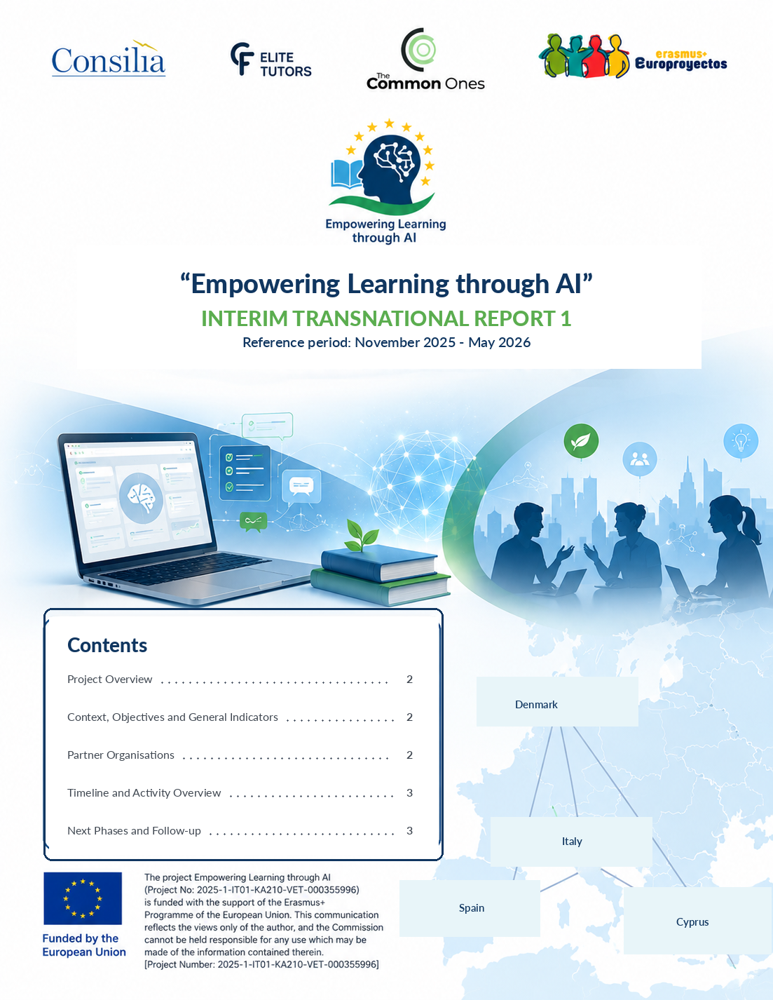 Consilia
CF ELITE
TUTORS
The
Common Ones
erasmus+
Europroyectos
Empowering Learning
through AI
“Empowering Learning through AI”
INTERIM TRANSNATIONAL REPORT 1
Reference period: November 2025 - May 2026
Contents
Project Overview . . . . . . . . . . . . . . . . . . . . . . . . . . . . . . . . . 2
Context, Objectives and General Indicators . . . . . . . . . . . . . . . . 2
Partner Organisations . . . . . . . . . . . . . . . . . . . . . . . . . . . . . . 2
Timeline and Activity Overview . . . . . . . . . . . . . . . . . . . . . . . . 3
Next Phases and Follow-up . . . . . . . . . . . . . . . . . . . . . . . . . . . 3
Denmark
Italy
Spain
Cyprus
Funded by the
European Union
The project Empowering Learning through AI
(Project No: 2025-1-IT01-KA210-VET-000355996)
is funded with the support of the Erasmus+
Programme of the European Union. This communication
reflects the views only of the author, and the Commission
cannot be held responsible for any use which may be
made of the information contained therein.
[Project Number: 2025-1-IT01-KA210-VET-000355996]